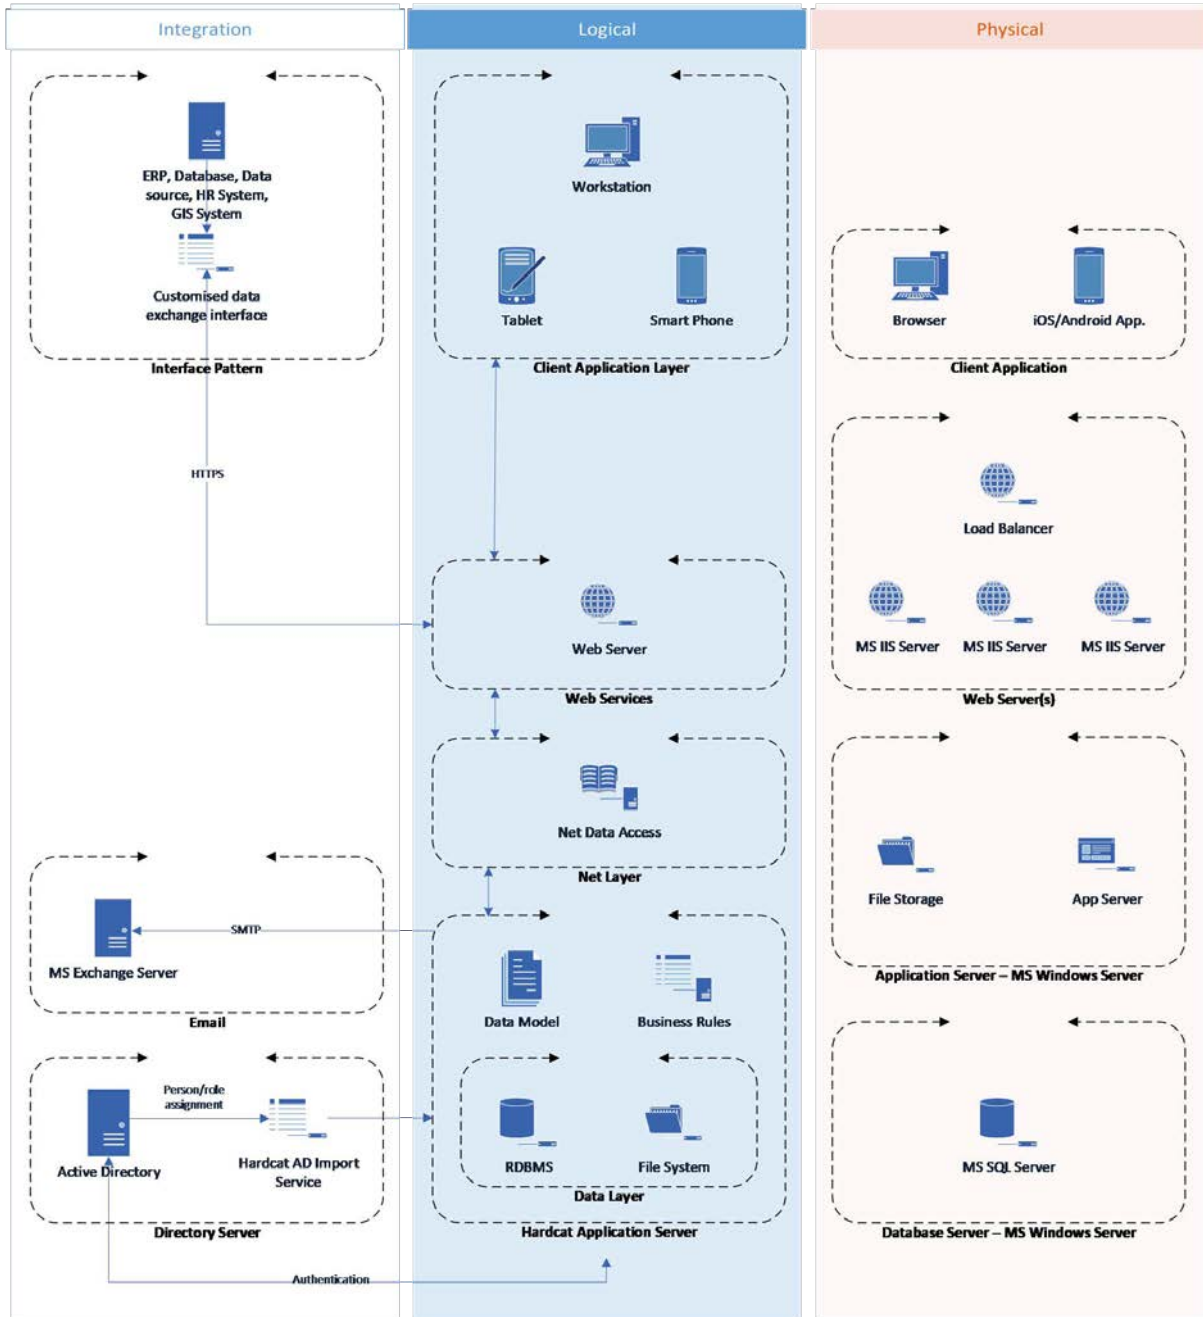 Integration
Logical
Physical
ERP, Database, Data
source, HR System,
GIS System
Customised data
exchange interface
Interface Pattern
HTTPS
MS Exchange Server
Email
Person/role
assignment
Active Directory
Hardcat AD Import
Service
Directory Server
Workstation
Tablet
Smart Phone
Client Application Layer
Web Server
Web Services
Net Data Access
Net Layer
SMTP
Data Model
Business Rules
RDBMS
File System
Data Layer
Hardcat Application Server
Authentication
Browser
iOS/Android App.
Client Application
Load Balancer
MS IIS Server
MS IIS Server
MS IIS Server
Web Server(s)
File Storage
App Server
Application Server – MS Windows Server
MS SQL Server
Database Server – MS Windows Server